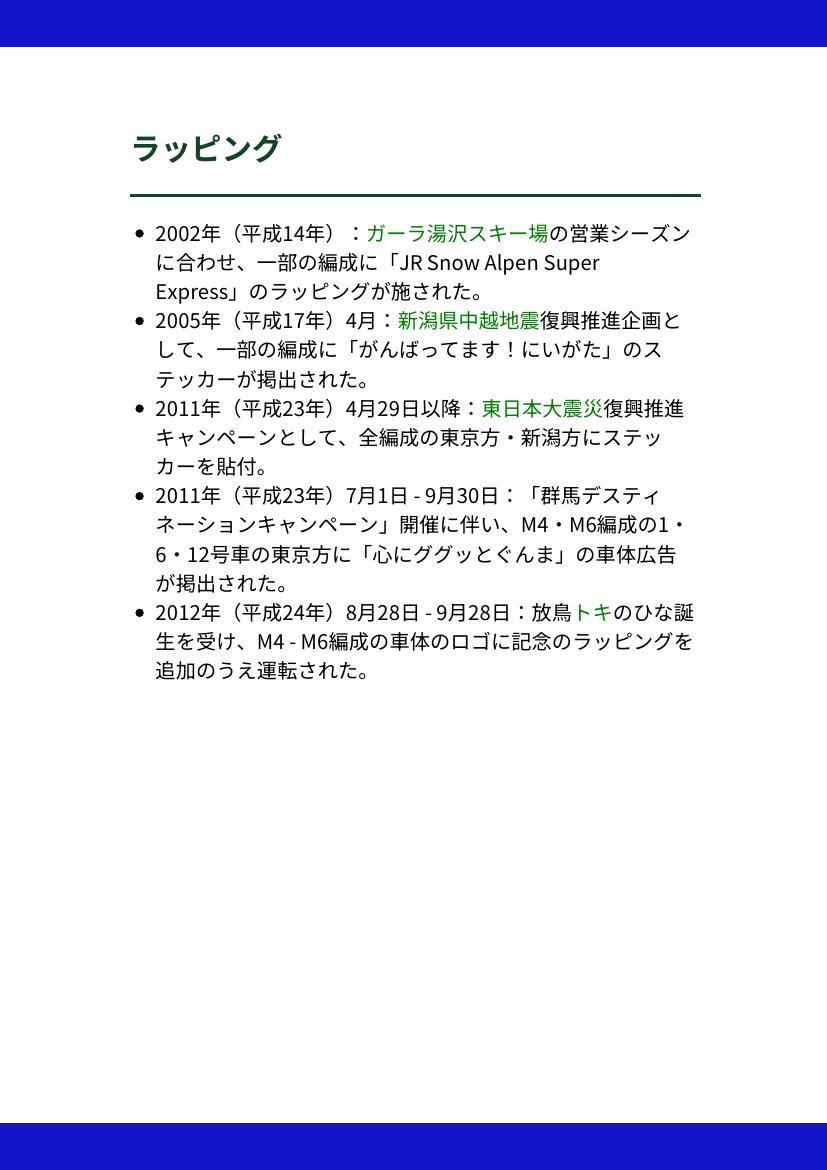 ラッピング
2002年（平成14年）：ガーラ湯沢スキー場の営業シーズン
に合わせ、一部の編成に「JR Snow Alpen Super
Express」のラッピングが施された。
2005年（平成17年）4月：新潟県中越地震復興推進企画と
して、一部の編成に「がんばってます！にいがた」のス
テッカーが掲出された。
2011年（平成23年）4月29日以降：東日本大震災復興推進
キャンペーンとして、全編成の東京方・新潟方にステッ
カーを貼付。
2011年（平成23年）7月1日 - 9月30日：「群馬デスティ
ネーションキャンペーン」開催に伴い、M4・M6編成の1・
6・12号車の東京方に「心にググッとぐんま」の車体広告
が掲出された。
2012年（平成24年）8月28日 - 9月28日：放鳥トキのひな誕
生を受け、M4 - M6編成の車体のロゴに記念のラッピングを
追加のうえ運転された。